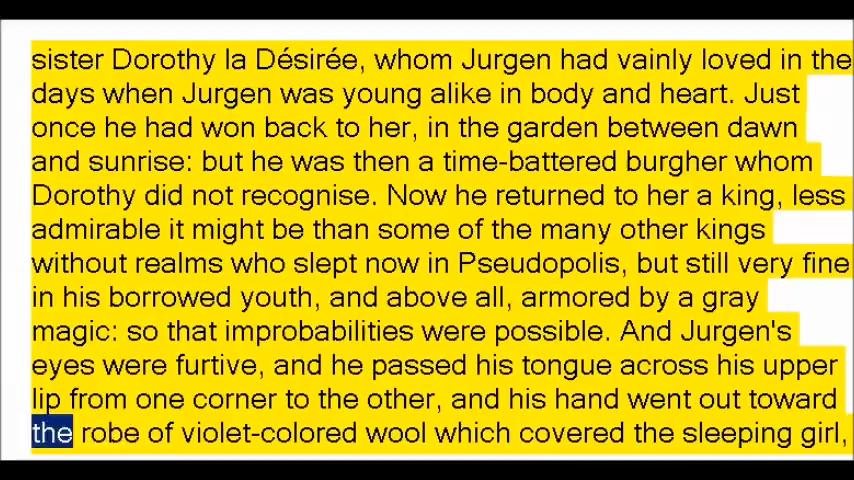 sister Dorothy la Désirée, whom Jurgen had vainly loved in the
days when Jurgen was young alike in body and heart. Just
once he had won back to her, in the garden between dawn
and sunrise: but he was then a time-battered burgher whom
Dorothy did not recognise. Now he returned to her a king, less
admirable it might be than some of the many other kings
without realms who slept now in Pseudopolis, but still very fine
in his borrowed youth, and above all, armored by a gray
magic: so that improbabilities were possible. And Jurgen's
eyes were furtive, and he passed his tongue across his upper
lip from one corner to the other, and his hand went out toward
the robe of violet-colored wool which covered the sleeping girl,